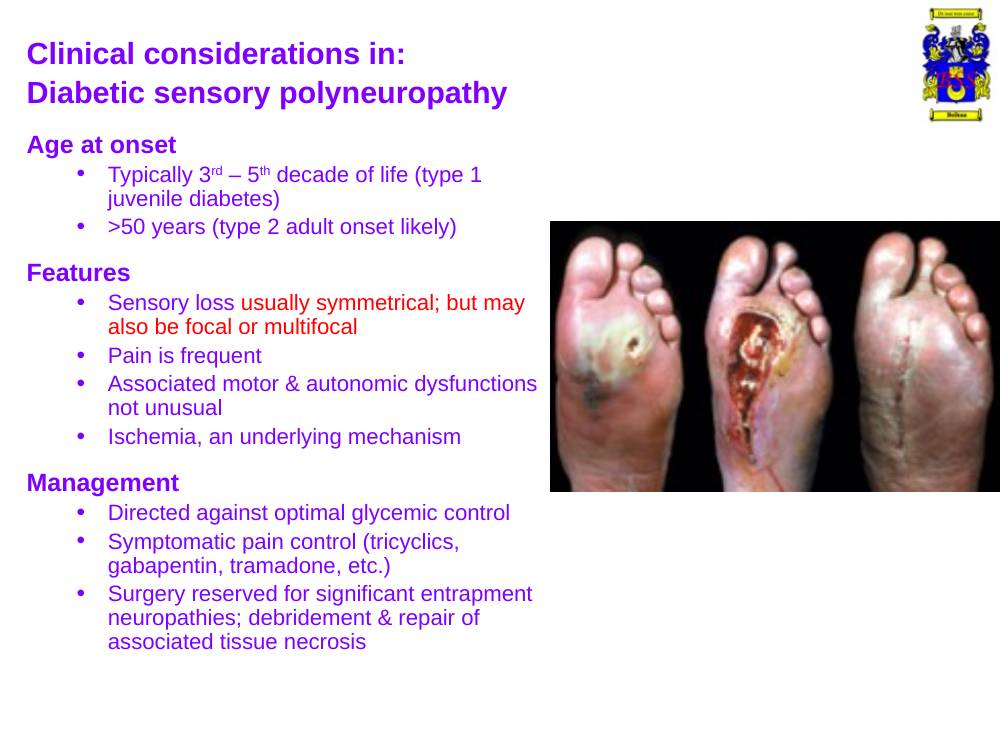 Clinical considerations in:
Diabetic sensory polyneuropathy
Age at onset
• Typically 3rd – 5th decade of life (type 1
juvenile diabetes)
• >50 years (type 2 adult onset likely)
Features
• Sensory loss usually symmetrical; but may
also be focal or multifocal
• Pain is frequent
• Associated motor & autonomic dysfunctions
not unusual
• Ischemia, an underlying mechanism
Management
• Directed against optimal glycemic control
• Symptomatic pain control (tricyclics,
gabapentin, tramadone, etc.)
• Surgery reserved for significant entrapment
neuropathies; debridement & repair of
associated tissue necrosis